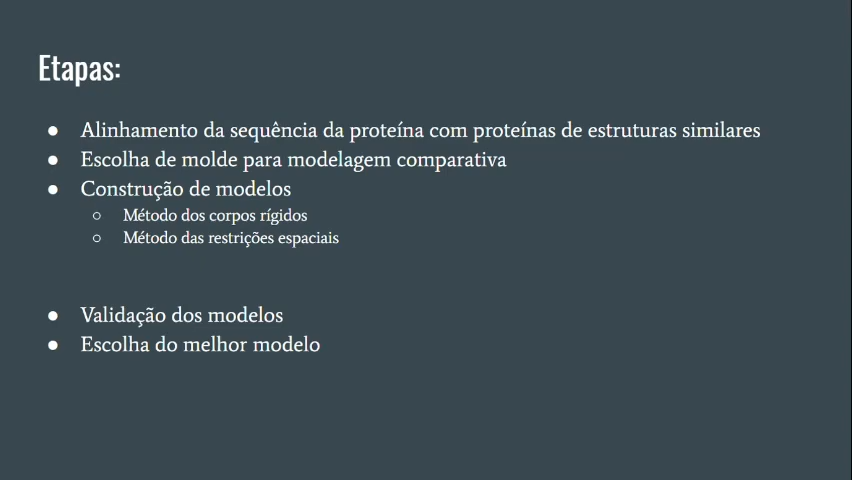 Etapas:
● Alinhamento da sequência da proteína com proteínas de estruturas similares
● Escolha de molde para modelagem comparativa
● Construção de modelos
○ Método dos corpos rígidos
○ Método das restrições espaciais
● Validação dos modelos
● Escolha do melhor modelo